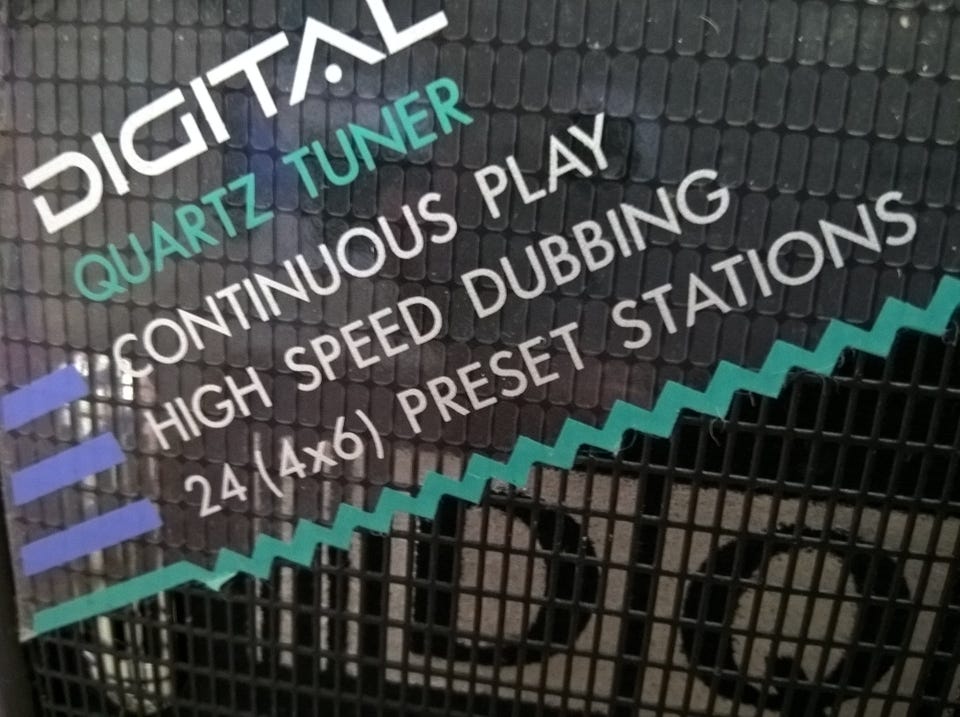 DIGITAL
QUARTZ TUNER
CONTINUOUS PLAY
HIGH SPEED DUBBING
24 (4x6) PRESET STATIONS